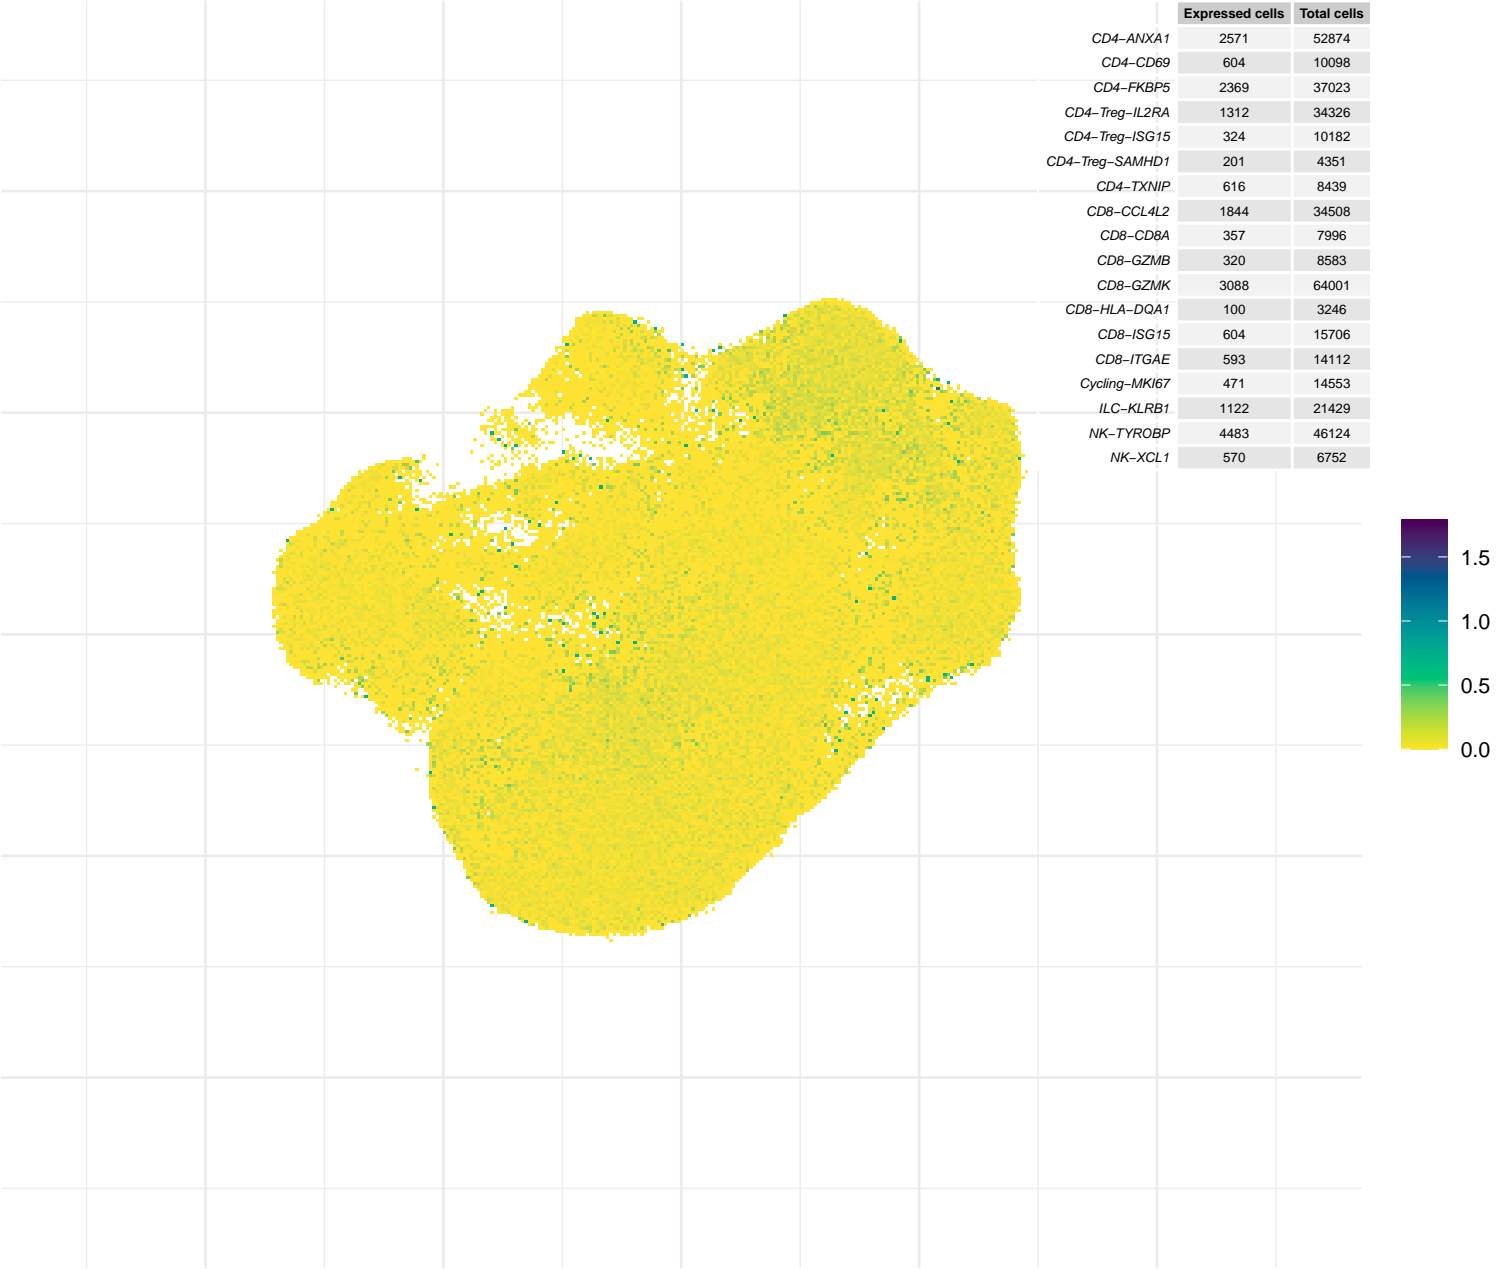 Expressed cells Total cells
CD4−ANXA1 2571 52874
CD4−CD69 604 10098
CD4−FKBP5 2369 37023
CD4−Treg−IL2RA 1312 34326
CD4−Treg−ISG15 324 10182
CD4−Treg−SAMHD1 201 4351
CD4−TXNIP 616 8439
CD8−CCL4L2 1844 34508
CD8−CD8A 357 7996
CD8−GZMB 320 8583
CD8−GZMK 3088 64001
CD8−HLA−DQA1 100 3246
CD8−ISG15 604 15706
CD8−ITGAE 593 14112
Cycling−MKI67 471 14553
ILC−KLRB1 1122 21429
NK−TYROBP 4483 46124
NK−XCL1 570 6752
1.5
1.0
0.5
0.0